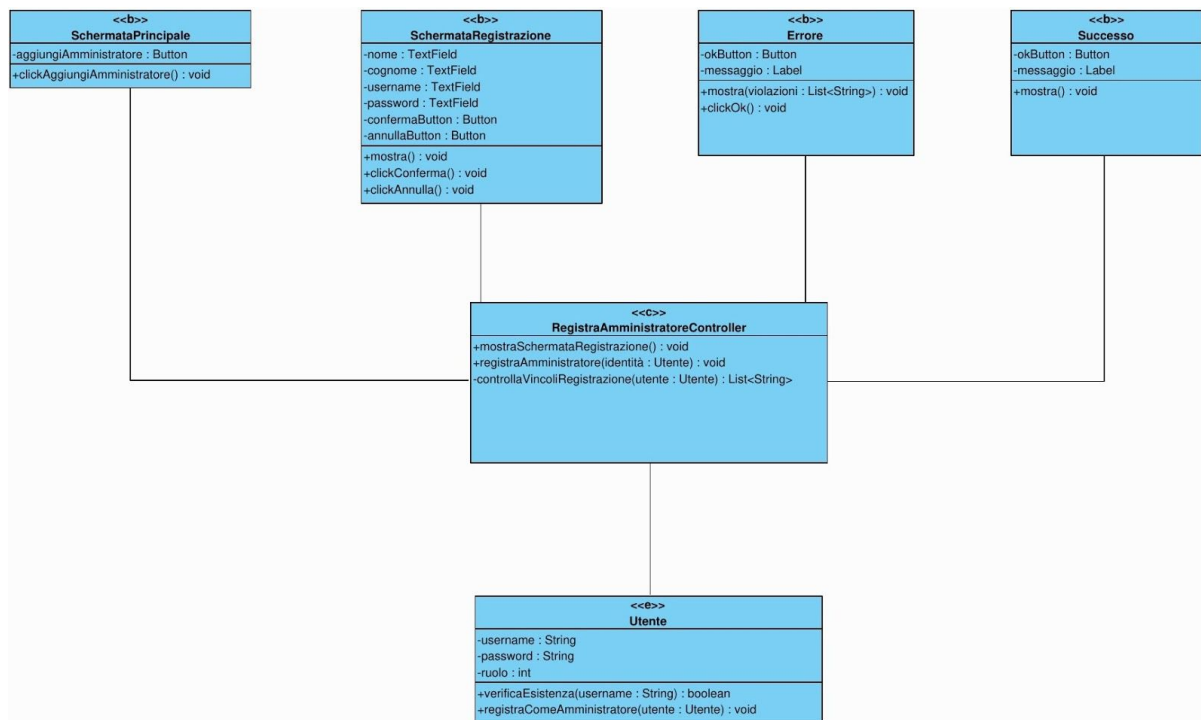 <<b>>
SchermataPrincipale
-aggiungiAmministratore : Button
+clickAggiungiAmministratore() : void
<<b>>
SchermataRegistrazione
-nome : TextField
-cognome : TextField
-username : TextField
-password : TextField
-confermaButton : Button
-annullaButton : Button
+mostra() : void
+clickConferma() : void
+clickAnnulla() : void
<<b>>
Errore
-okButton : Button
-messaggio : Label
+mostra(violazioni : List<String>) : void
+clickOk() : void
<<b>>
Successo
-okButton : Button
-messaggio : Label
+mostra() : void
<<c>>
RegistraAmministratoreController
+mostraSchermataRegistrazione() : void
+registraAmministratore(identità : Utente) : void
-controllaVincoliRegistrazione(utente : Utente) : List<String>
<<e>>
Utente
-username : String
-password : String
-ruolo : int
+verificaEsistenza(username : String) : boolean
+registraComeAmministratore(utente : Utente) : void